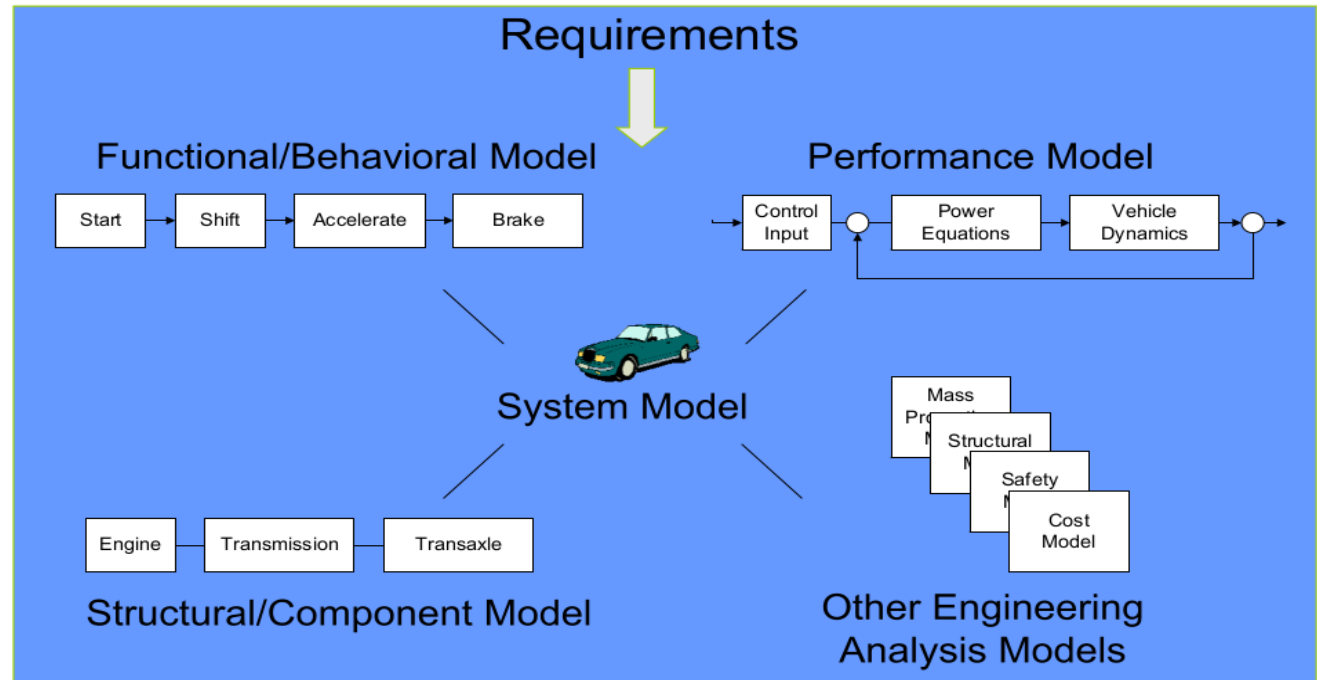 Requirements
Functional/Behavioral Model
Start
Shift
Accelerate
Brake
Performance Model
Control
Input
Power
Equations
Vehicle
Dynamics
System Model
Engine
Transmission
Transaxle
Structural/Component Model
Mass
Structural
Safety
Cost
Model
Other Engineering
Analysis Models